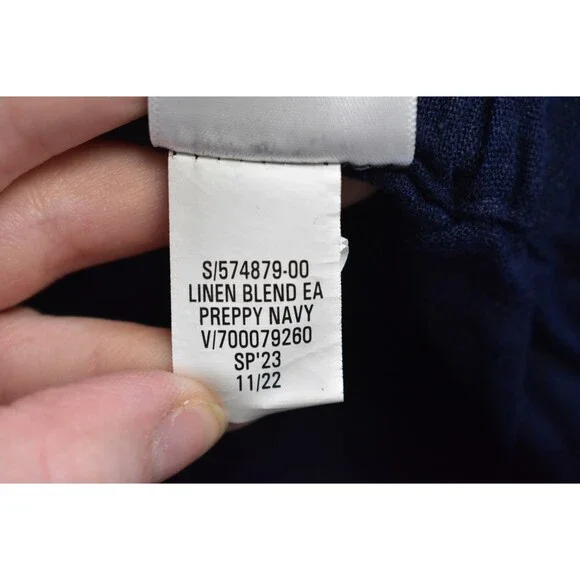 S/574879-00
LINEN BLEND EA
PREPPY NAVY
V/700079260
SP'23
11/22